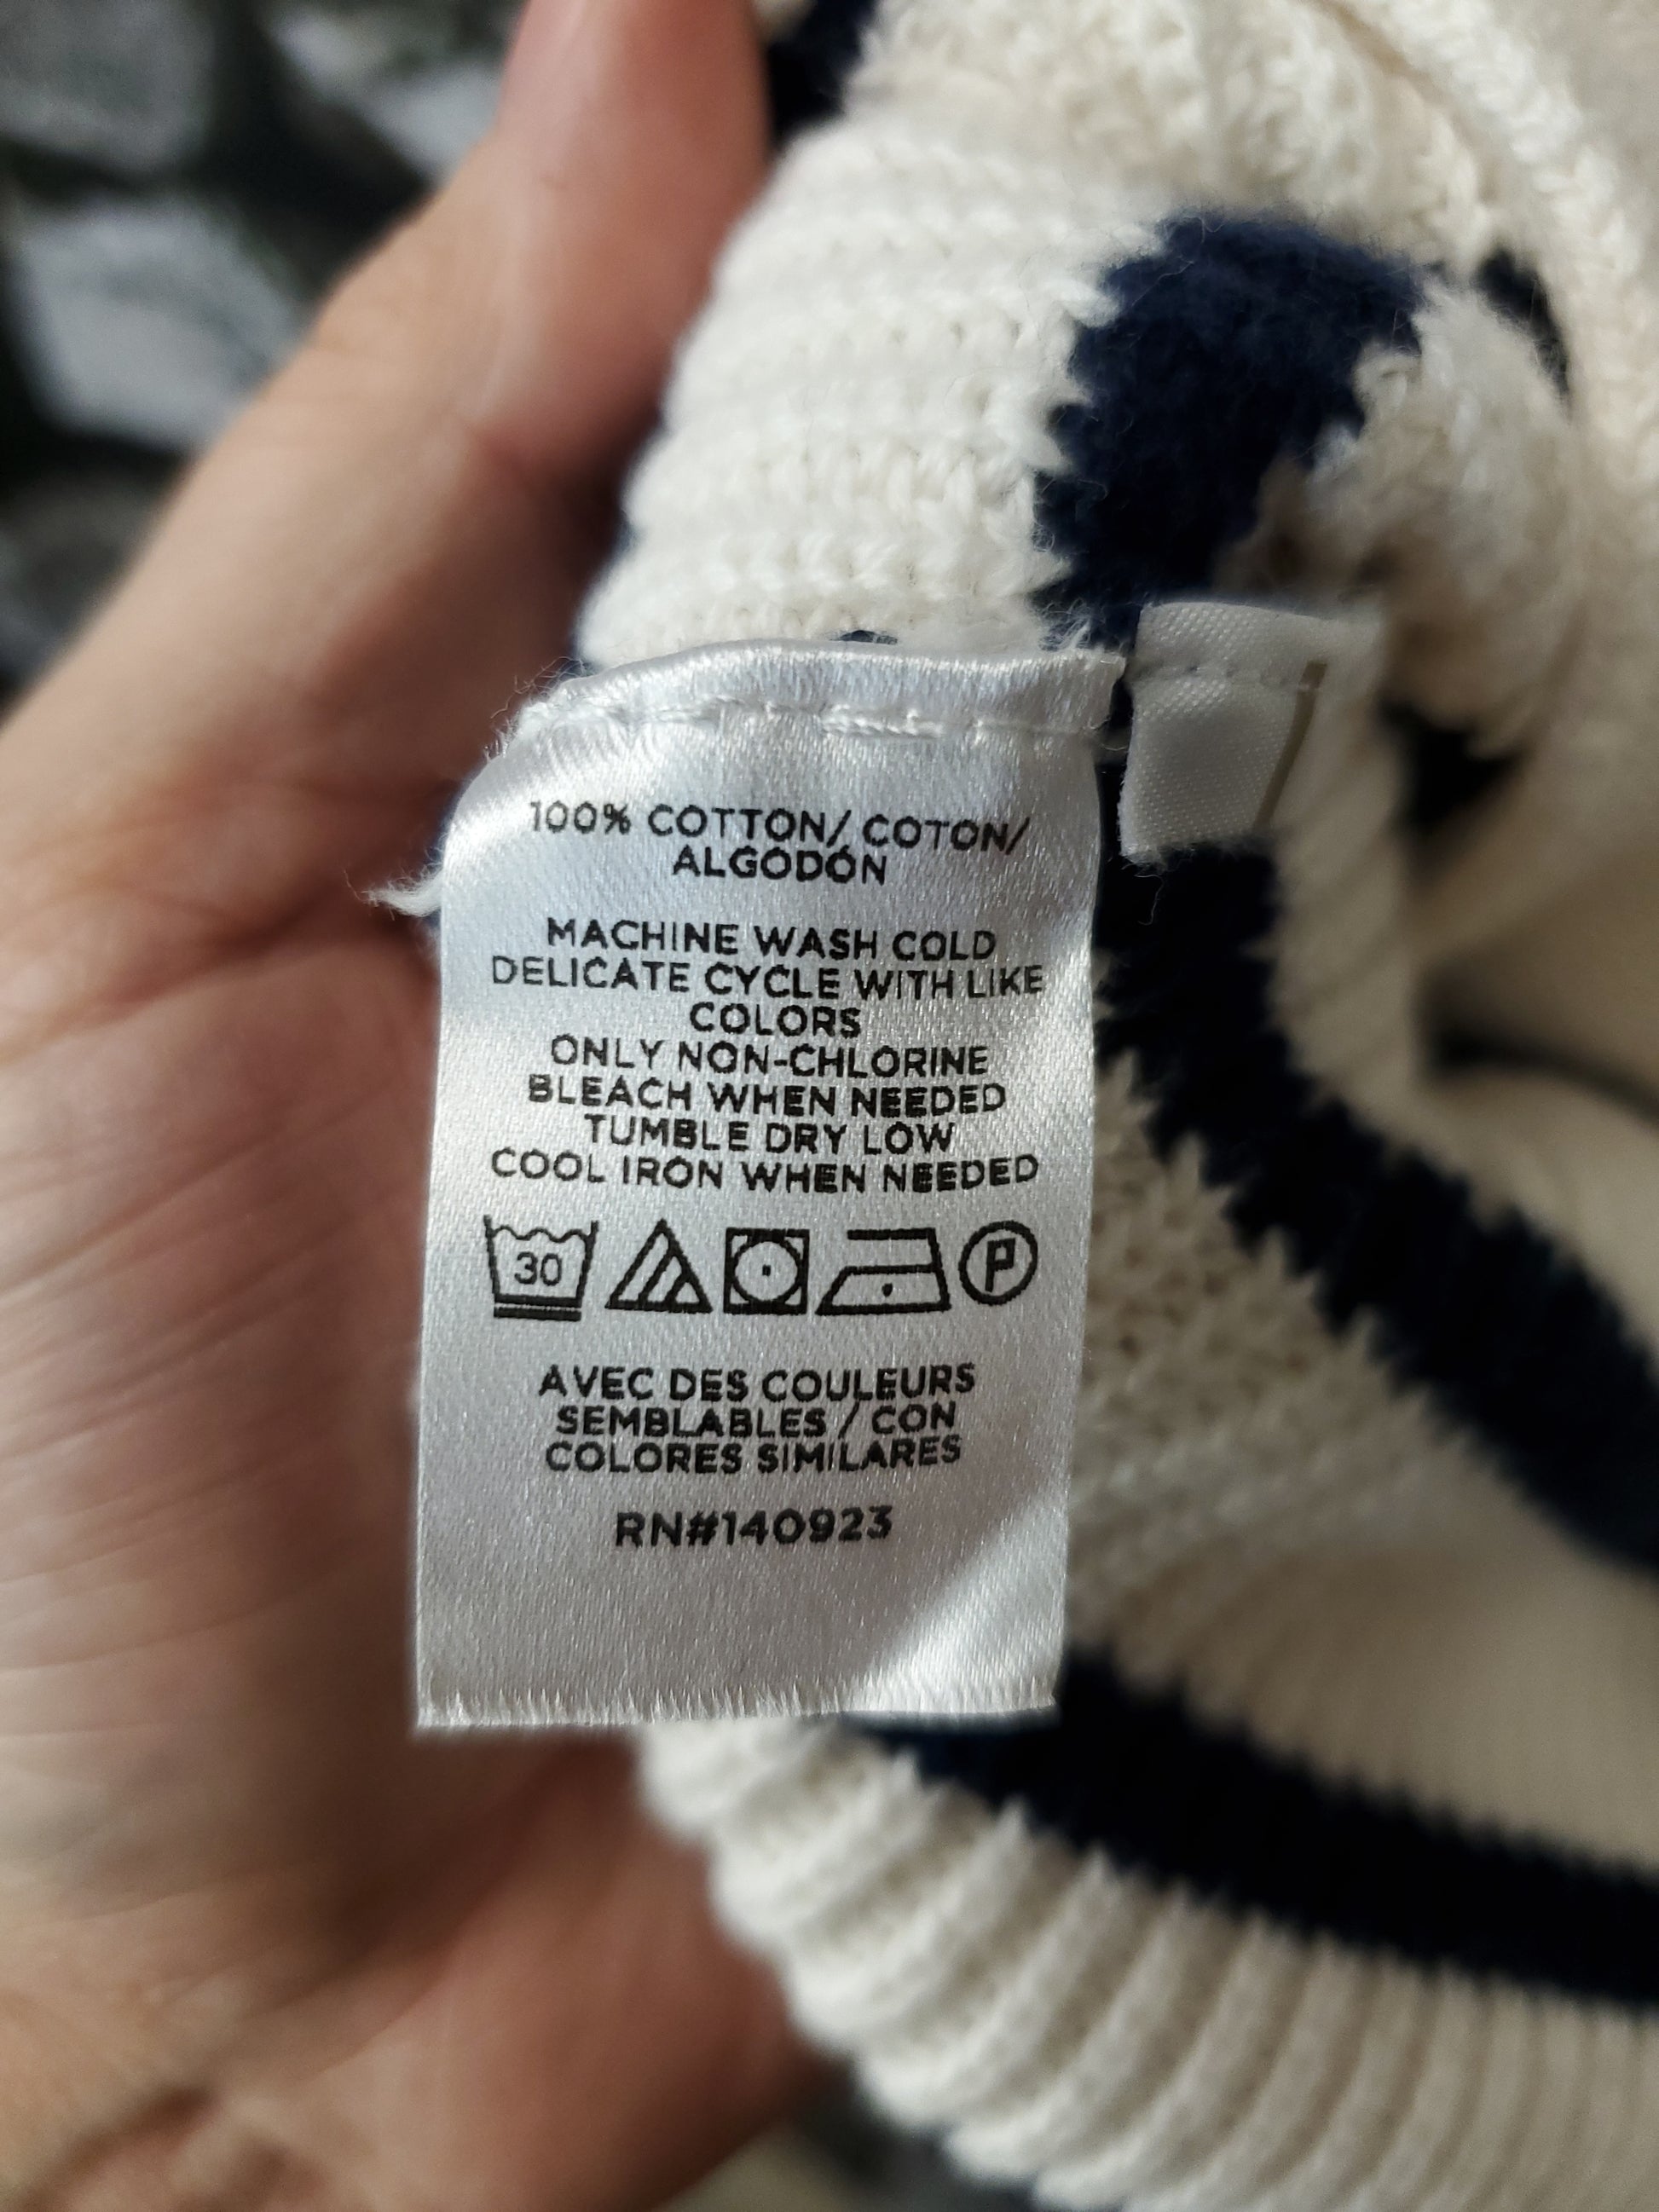 100% COTTON/ COTON/
ALGODÓN
MACHINE WASH COLD
DELICATE CYCLE WITH LIKE
COLORS
ONLY NON-CHLORINE
BLEACH WHEN NEEDED
TUMBLE DRY LOW
COOL IRON WHEN NEEDED
30 P
AVEC DES COULEURS
SEMBLABLES / CON
COLORES SIMILARES
RN#140923